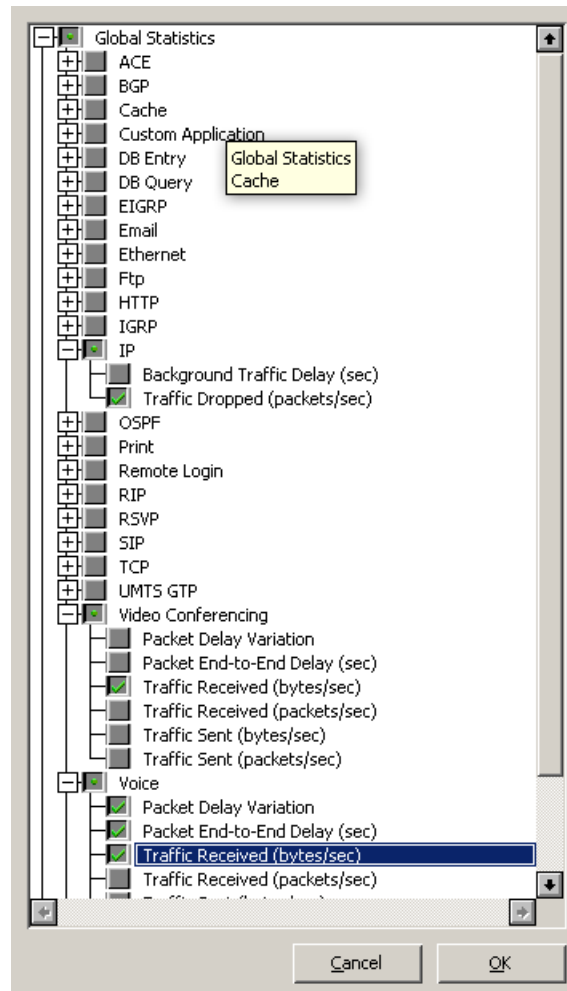 Global Statistics
ACE
BGP
Cache
Custom Application
DB Entry
Global Statistics
DB Query
Cache
EIGRP
Email
Ethernet
Ftp
HTTP
IGRP
IP
Background Traffic Delay (sec)
Traffic Dropped (packets/sec)
OSPF
Print
Remote Login
RIP
RSVP
SIP
TCP
UMTS GTP
Video Conferencing
Packet Delay Variation
Packet End-to-End Delay (sec)
Traffic Received (bytes/sec)
Traffic Received (packets/sec)
Traffic Sent (bytes/sec)
Traffic Sent (packets/sec)
Voice
Packet Delay Variation
Packet End-to-End Delay (sec)
Traffic Received (bytes/sec)
Traffic Received (packets/sec)
Cancel
OK